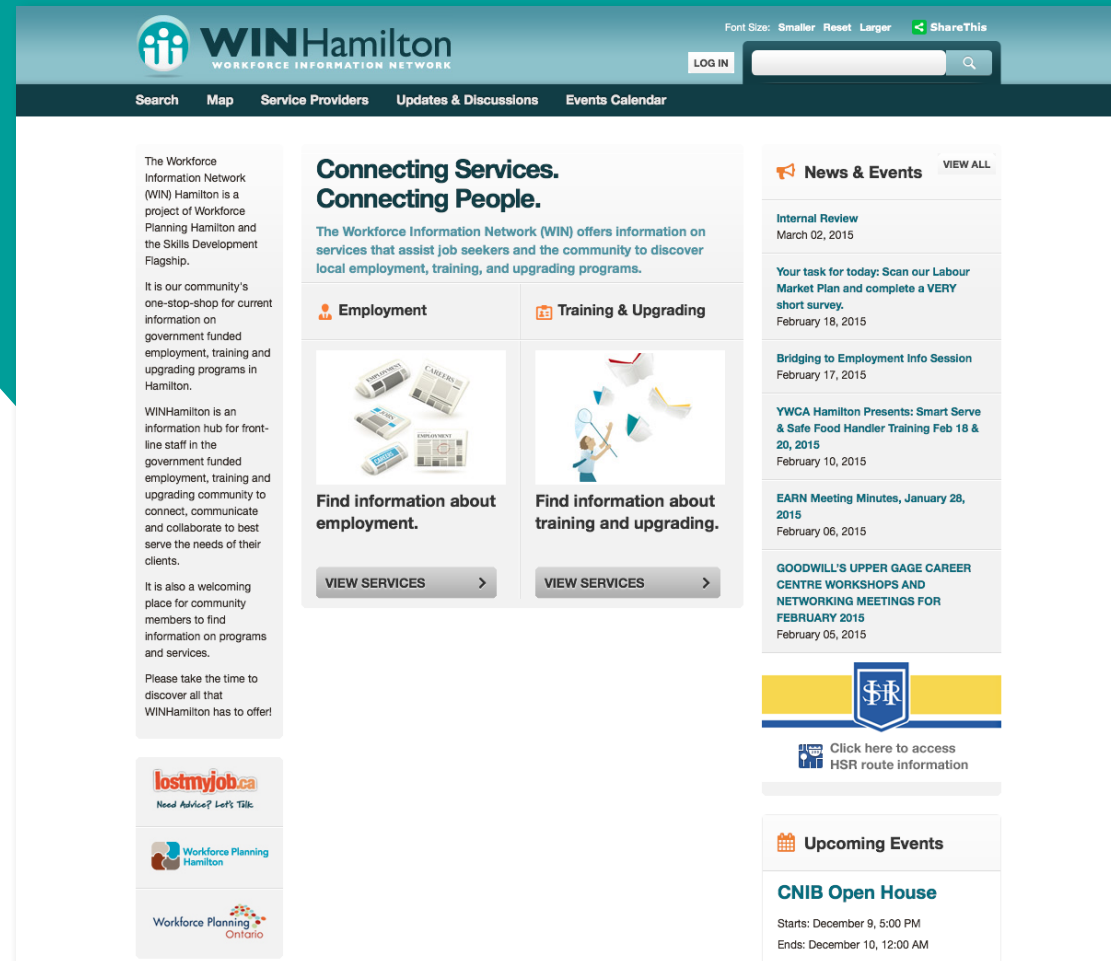 WINHamilton
WORKFORCE INFORMATION NETWORK
Font Size: Smaller Reset Larger ShareThis
LOG IN
Search Map Service Providers Updates & Discussions Events Calendar
The Workforce
Information Network
(WIN) Hamilton is a
project of Workforce
Planning Hamilton and
the Skills Development
Flagship.
It is our community's
one-stop-shop for current
information on
government funded
employment, training and
upgrading programs in
Hamilton.
WINHamilton is an
information hub for front-
line staff in the
government funded
employment, training and
upgrading community to
connect, communicate
and collaborate to best
serve the needs of their
clients.
It is also a welcoming
place for community
members to find
information on programs
and services.
Please take the time to
discover all that
WINHamilton has to offer!
lostmyjob.ca
Need Advice? Let's Talk
Workforce Planning
Hamilton
Workforce Planning
Ontario
Connecting Services.
Connecting People.
The Workforce Information Network (WIN) offers information on
services that assist job seekers and the community to discover
local employment, training, and upgrading programs.
Employment
EMPLOYMENT
CAREERS
JOBS
EMPLOYMENT
CAREER
Find information about
employment.
VIEW SERVICES
Training & Upgrading
Find information about
training and upgrading.
VIEW SERVICES
News & Events
VIEW ALL
Internal Review
March 02, 2015
Your task for today: Scan our Labour
Market Plan and complete a VERY
short survey.
February 18, 2015
Bridging to Employment Info Session
February 17, 2015
YWCA Hamilton Presents: Smart Serve
& Safe Food Handler Training Feb 18 &
20, 2015
February 10, 2015
EARN Meeting Minutes, January 28,
2015
February 06, 2015
GOODWILL'S UPPER GAGE CAREER
CENTRE WORKSHOPS AND
NETWORKING MEETINGS FOR
FEBRUARY 2015
February 05, 2015
HSR
Click here to access
HSR route information
Upcoming Events
CNIB Open House
Starts: December 9, 5:00 PM
Ends: December 10, 12:00 AM